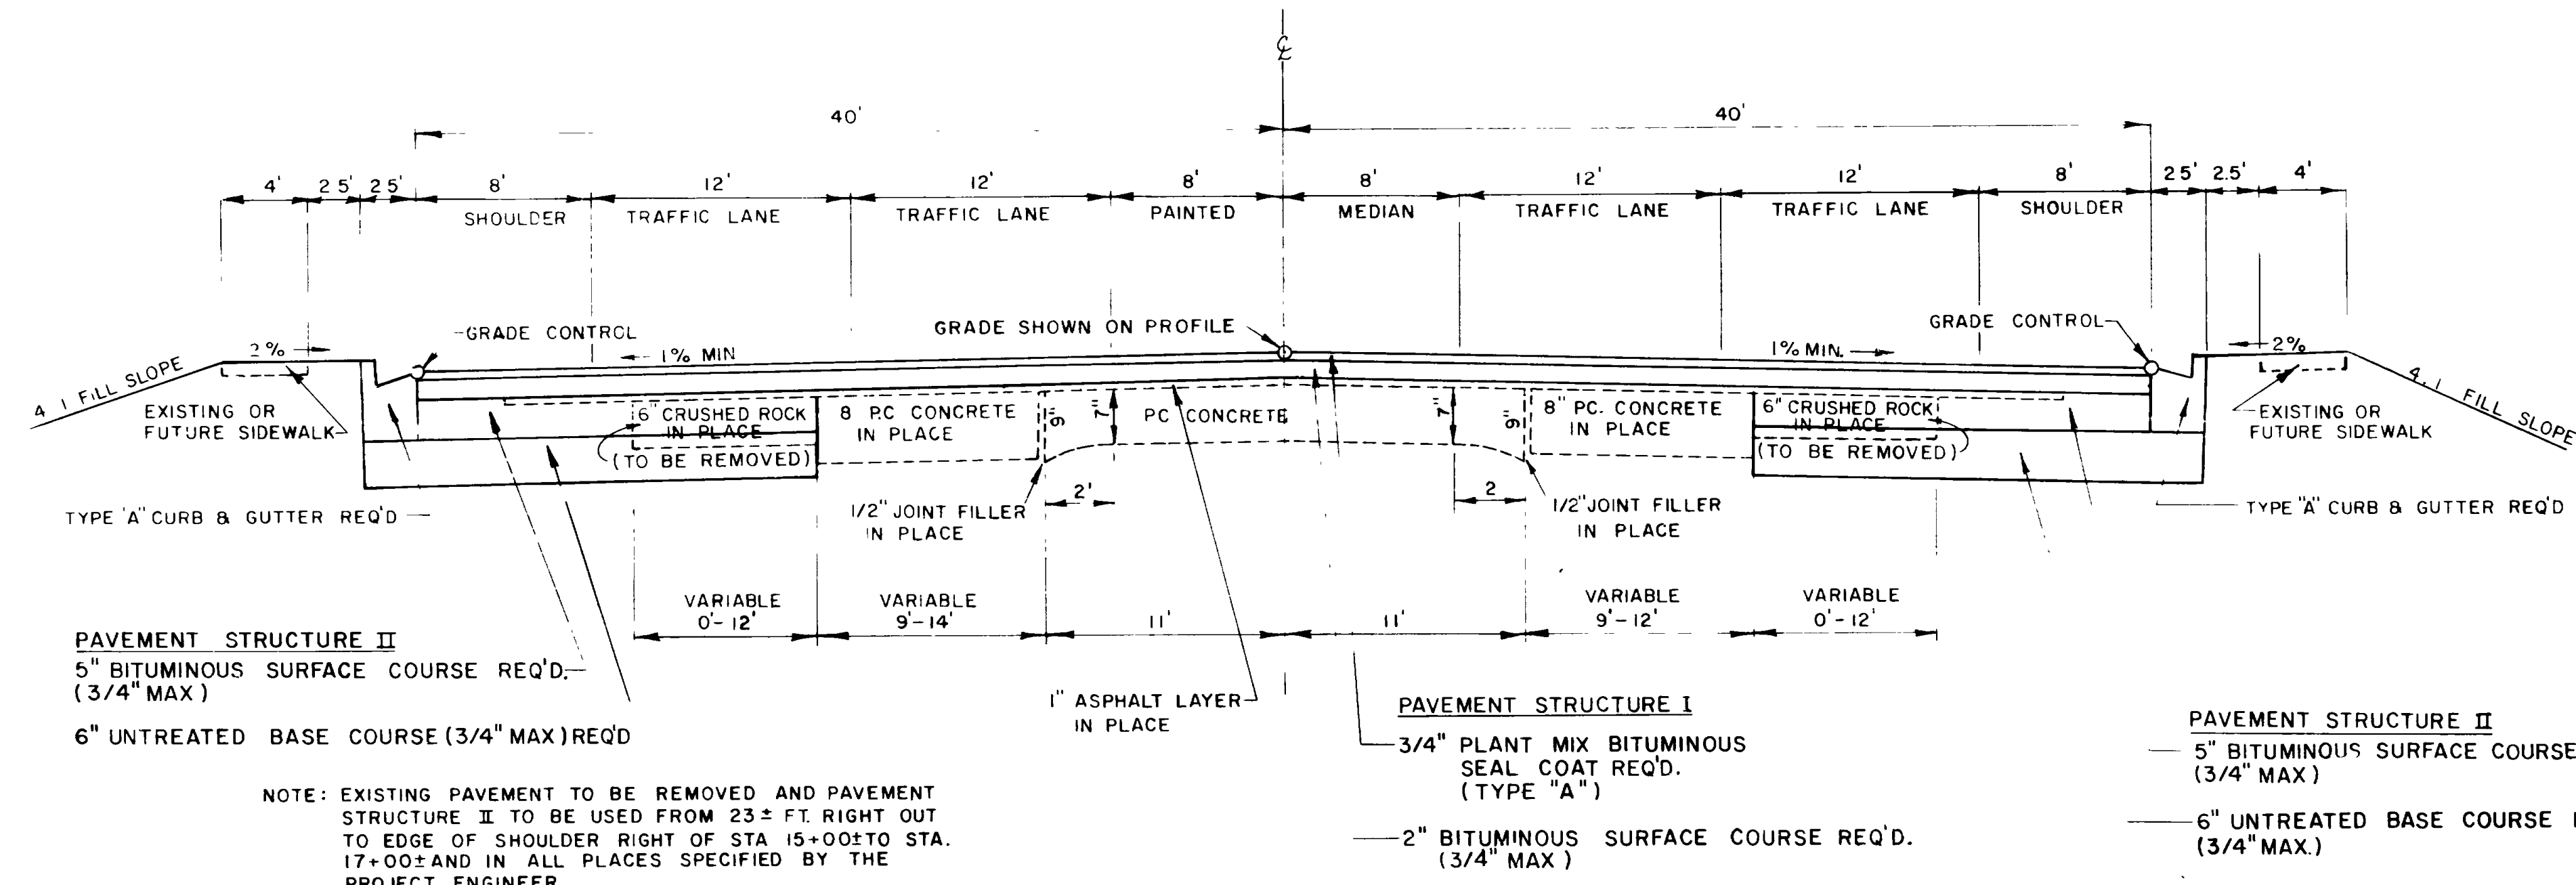 ℄
40'
40'
4'
2 5'
2 5'
8'
12'
12'
8'
8'
12'
12'
8'
2 5'
2.5'
4'
SHOULDER
TRAFFIC LANE
TRAFFIC LANE
PAINTED
MEDIAN
TRAFFIC LANE
TRAFFIC LANE
SHOULDER
GRADE CONTROL
GRADE SHOWN ON PROFILE
GRADE CONTROL
2%
1% MIN
1% MIN.
2%
4 1 FILL SLOPE
4. 1 FILL SLOPE
EXISTING OR
FUTURE SIDEWALK
6" CRUSHED ROCK
IN PLACE
(TO BE REMOVED)
8 P.C CONCRETE
IN PLACE
9"
7"
PC CONCRETE
7"
9"
8" PC. CONCRETE
IN PLACE
6" CRUSHED ROCK
IN PLACE
(TO BE REMOVED)
EXISTING OR
FUTURE SIDEWALK
2'
2
TYPE "A" CURB & GUTTER REQ'D
1/2" JOINT FILLER
IN PLACE
1/2" JOINT FILLER
IN PLACE
TYPE "A" CURB & GUTTER REQ'D
VARIABLE
0'-12'
VARIABLE
9'-14'
11'
11'
VARIABLE
9'-12'
VARIABLE
0'-12'
PAVEMENT STRUCTURE II
5" BITUMINOUS SURFACE COURSE REQ'D.
(3/4" MAX)
6" UNTREATED BASE COURSE (3/4" MAX) REQ'D
1" ASPHALT LAYER
IN PLACE
PAVEMENT STRUCTURE I
3/4" PLANT MIX BITUMINOUS
SEAL COAT REQ'D.
(TYPE "A")
2" BITUMINOUS SURFACE COURSE REQ'D.
(3/4" MAX)
PAVEMENT STRUCTURE II
5" BITUMINOUS SURFACE COURSE
(3/4" MAX)
6" UNTREATED BASE COURSE
(3/4" MAX.)
NOTE: EXISTING PAVEMENT TO BE REMOVED AND PAVEMENT
STRUCTURE II TO BE USED FROM 23± FT. RIGHT OUT
TO EDGE OF SHOULDER RIGHT OF STA 15+00± TO STA.
17+00± AND IN ALL PLACES SPECIFIED BY THE
PROJECT ENGINEER